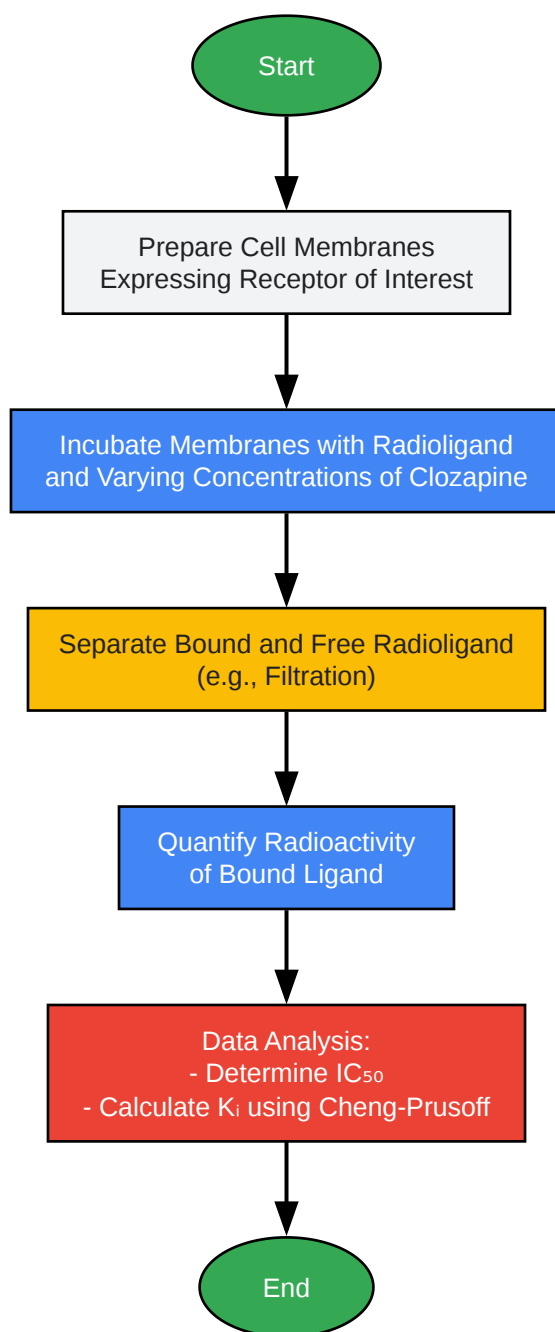 Start
Prepare Cell Membranes
Expressing Receptor of Interest
Incubate Membranes with Radioligand
and Varying Concentrations of Clozapine
Separate Bound and Free Radioligand
(e.g., Filtration)
Quantify Radioactivity
of Bound Ligand
Data Analysis:
- Determine IC₅₀
- Calculate Kᵢ using Cheng-Prusoff
End